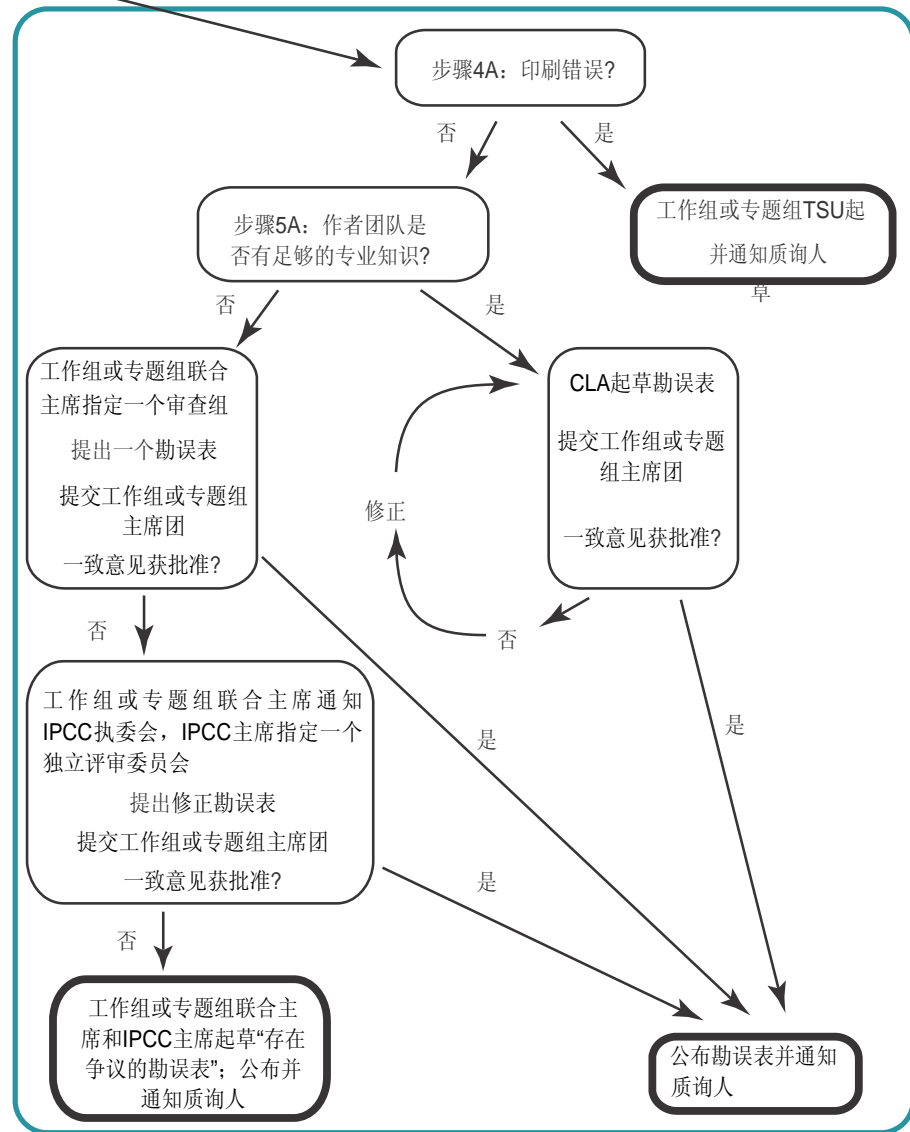 步骤4A：印刷错误?
否
是
工作组或专题组TSU起
并通知质询人
草
步骤5A：作者团队是
否有足够的专业知识?
否
是
工作组或专题组联合
主席指定一个审查组
提出一个勘误表
提交工作组或专题组
主席团
一致意见获批准?
CLA起草勘误表
提交工作组或专题
组主席团
一致意见获批准?
修正
否
否
是
是
工作组或专题组联合主席通知
IPCC执委会，IPCC主席指定一个
独立评审委员会
提出修正勘误表
提交工作组或专题组主席团
一致意见获批准?
是
否
工作组或专题组联合主
席和IPCC主席起草“存在
争议的勘误表”；公布并
通知质询人
公布勘误表并通知
质询人